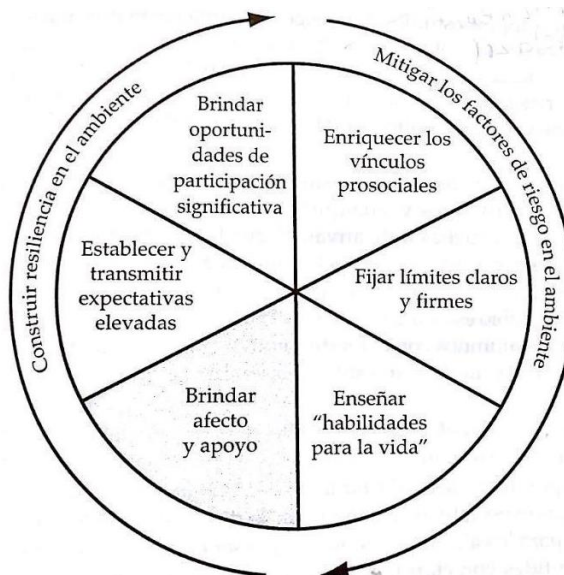 Construir resiliencia en el ambiente
Mitigar los factores de riesgo en el ambiente
Brindar
oportuni-
dades de
participación
significativa
Enriquecer los
vínculos
prosociales
Establecer y
transmitir
expectativas
elevadas
Fijar límites claros
y firmes
Brindar
afecto
y apoyo
Enseñar
“habilidades
para la vida”